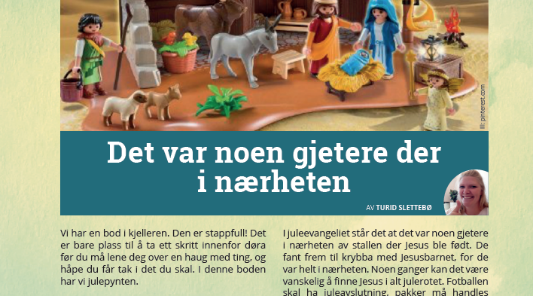 Ill: pinterest.com
Det var noen gjetere der
i nærheten
AV TURID SLETTEBØ
Vi har en bod i kjelleren. Den er stappfull! Det
er bare plass til å ta ett skritt innenfor døra
før du må lene deg over en haug med ting, og
håpe du får tak i det du skal. I denne boden
har vi julepynten.
I juleevangeliet står det at det var noen gjetere
i nærheten av stallen der Jesus ble født. De
fant frem til krybba med Jesusbarnet, for de
var helt i nærheten. Noen ganger kan det være
vanskelig å finne Jesus i alt julerotet. Fotballen
skal ha juleavslutning, pakker må handles